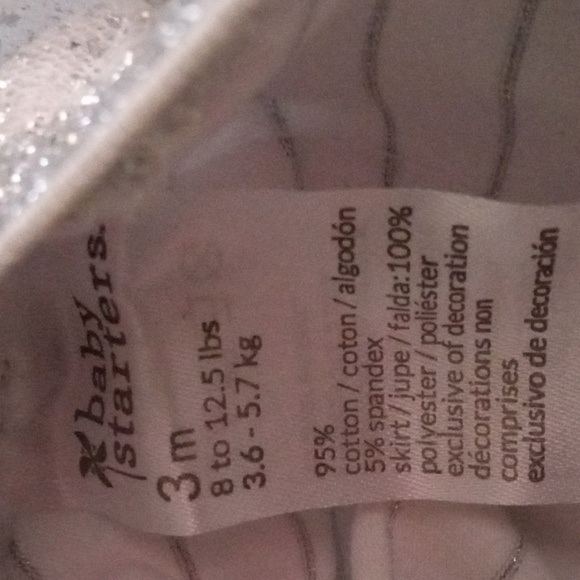 baby
starters.
3 m
8 to 12.5 lbs
3.6 - 5.7 kg
95%
cotton / coton / algodón
5% spandex
skirt / jupe / falda:100%
polyester / poliéster
exclusive of decoration
décorations non
comprises
exclusivo de decoración